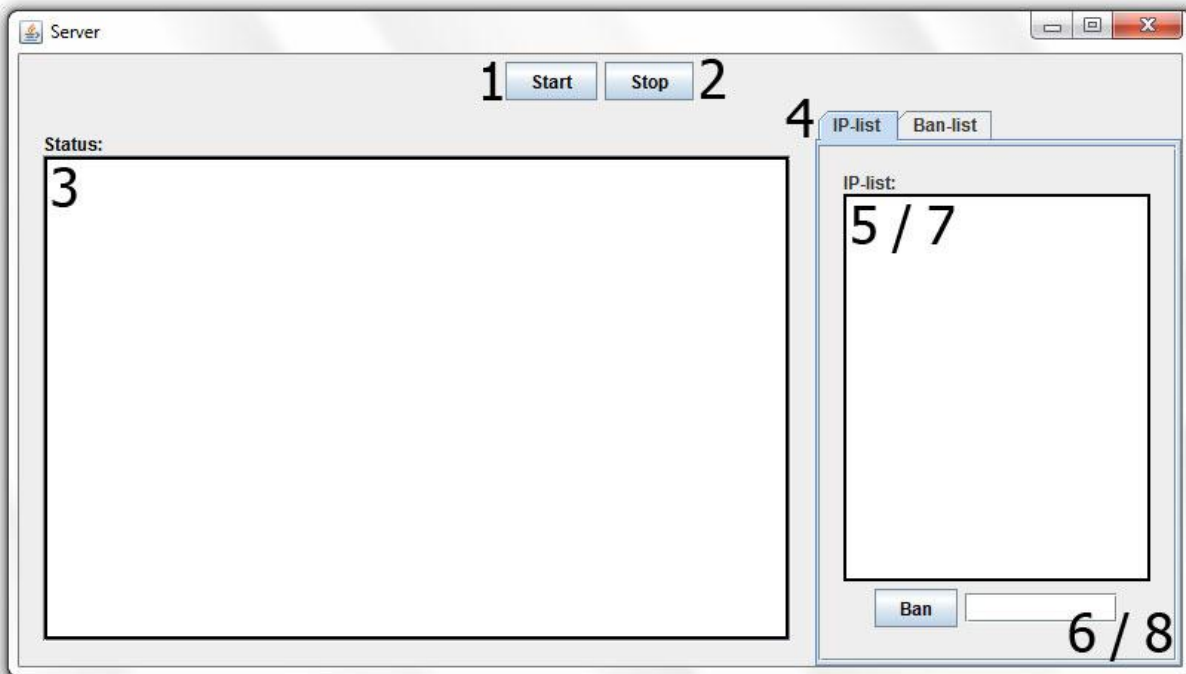 Server
1 Start Stop 2
4 IP-list Ban-list
Status:
3
IP-list:
5 / 7
Ban
6 / 8